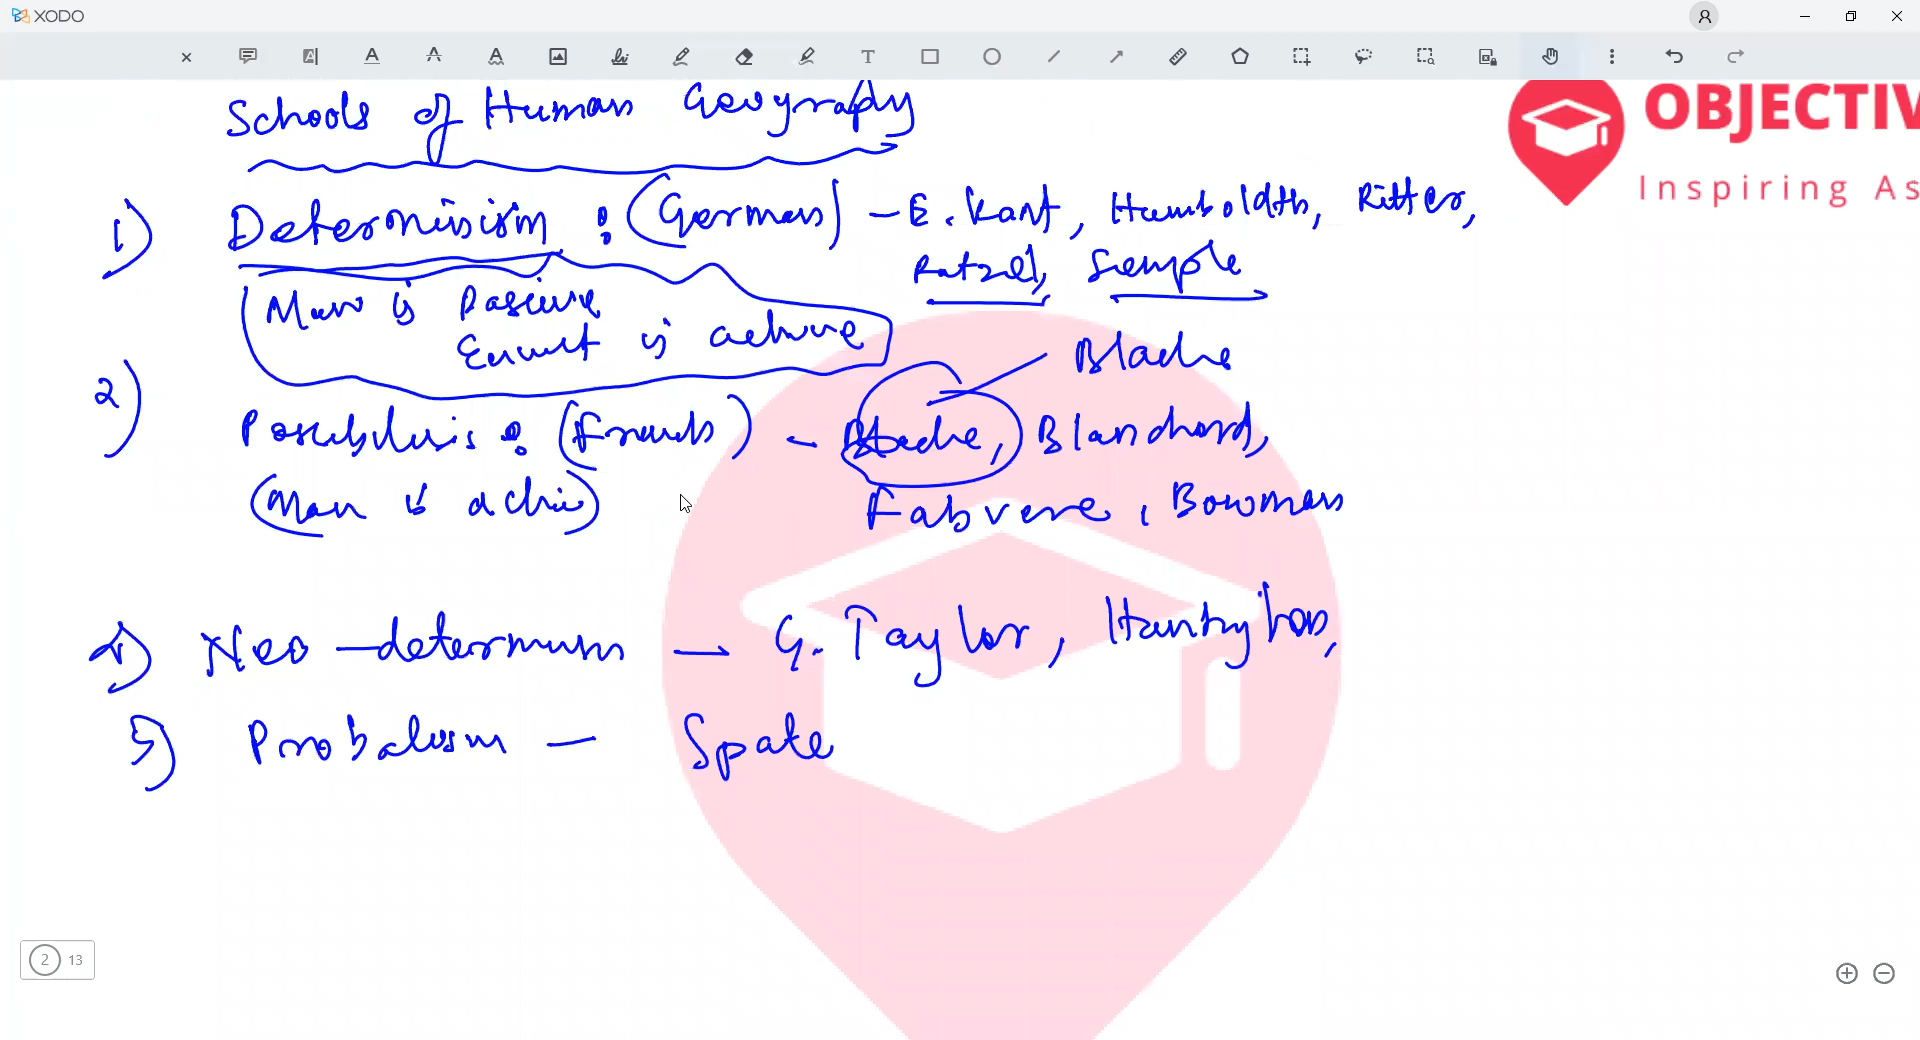 XODO
Schools of Human Geography
OBJECTIV
Inspiring As
1) Determinisim : (German) - E. Kant, Humboldth, Ritter,
Ratzel, Semple
Man is Passive
Enviut is active
Blache
2) Possibilism : (French) - Blache, Blanchard,
(Man is active)
Fabvere, Bowman
4) Neo-determinism - G. Taylor, Huntington,
5) Probalism - Spate
2 13